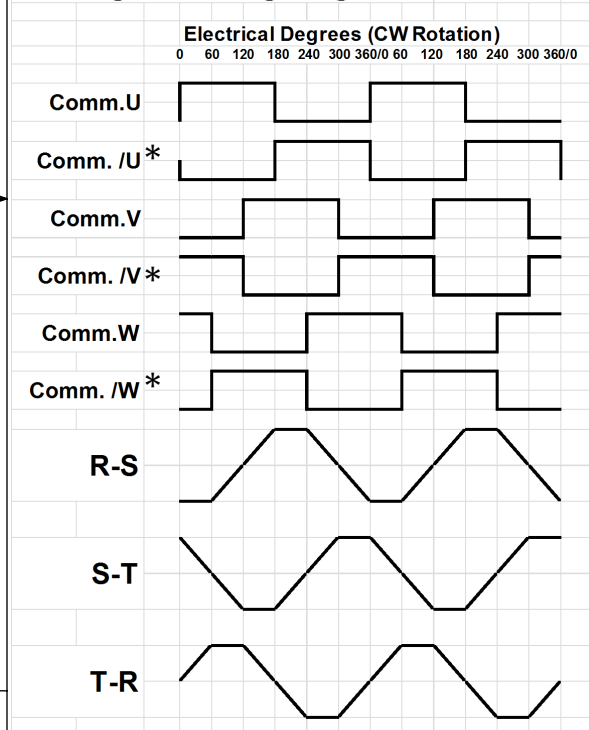 Electrical Degrees (CW Rotation)
0 60 120 180 240 300 360/0 60 120 180 240 300 360/0
Comm.U
Comm. /U*
Comm.V
Comm. /V*
Comm.W
Comm. /W*
R-S
S-T
T-R